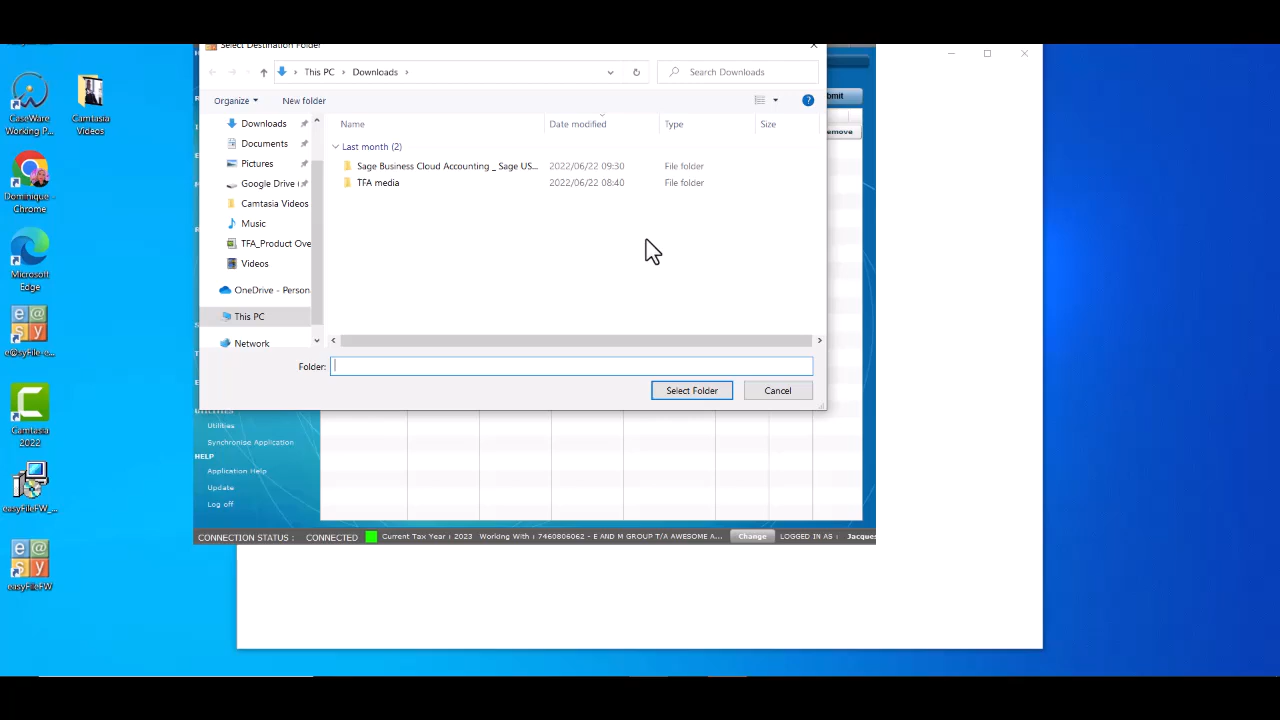 Select Destination Folder
This PC
Downloads
Search Downloads
Organize
New folder
Name
Date modified
Type
Size
Last month (2)
Sage Business Cloud Accounting _ Sage US...
2022/06/22 09:30
File folder
TFA media
2022/06/22 08:40
File folder
Downloads
Documents
Pictures
Google Drive
Camtasia Videos
Music
TFA_Product Ove
Videos
OneDrive - Person
This PC
Network
Folder:
Select Folder
Cancel
Utilities
Synchronise Application
HELP
Application Help
Update
Log off
CONNECTION STATUS :
CONNECTED
Current Tax Year : 2023
Working With : 7460806062 - E AND M GROUP T/A AWESOME A...
Change
LOGGED IN AS :
Jacques
CaseWare
Working P...
Camtasia
Videos
Dominique -
Chrome
Microsoft
Edge
e@syFile-e...
Camtasia
2022
easyFileFW_...
easyFileFW